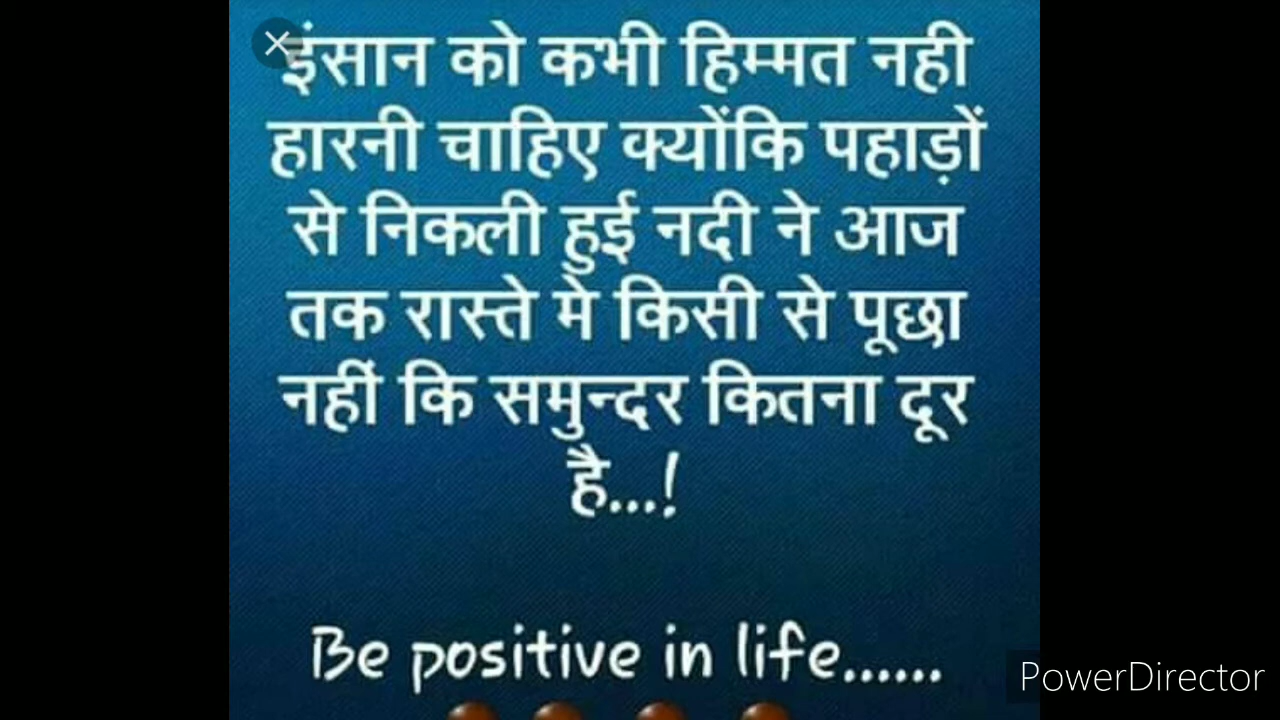 इंसान को कभी हिम्मत नही
हारनी चाहिए क्योंकि पहाड़ों
से निकली हुई नदी ने आज
तक रास्ते मे किसी से पूछा
नहीं कि समुन्दर कितना दूर
है...!
Be positive in life......
PowerDirector